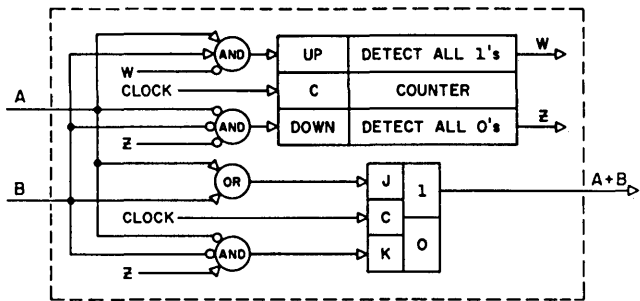 AND UP DETECT ALL 1's W
W
CLOCK C COUNTER
A
AND DOWN DETECT ALL 0's Z
Z
OR J 1 A+B
B
CLOCK C
AND K 0
Z